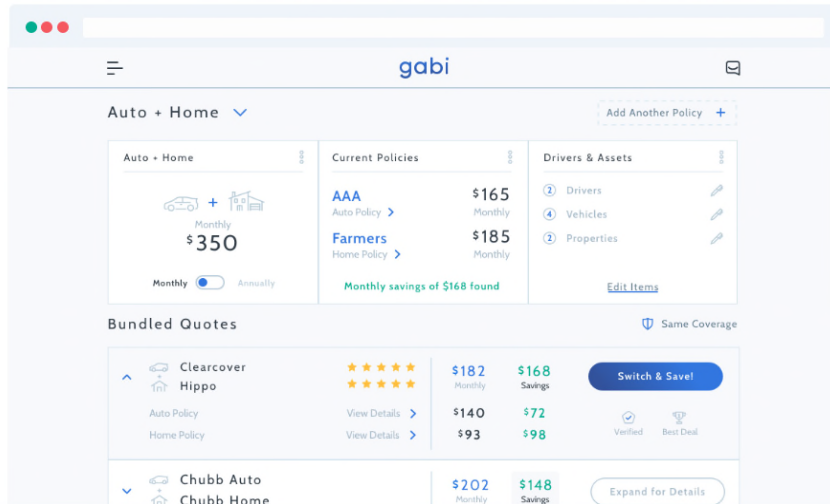 gabi
Auto + Home
Add Another Policy +
Auto + Home
+
Monthly
$350
Monthly Annually
Current Policies
AAA $165
Auto Policy Monthly
Farmers $185
Home Policy Monthly
Monthly savings of $168 found
Drivers & Assets
2 Drivers
4 Vehicles
2 Properties
Edit Items
Bundled Quotes Same Coverage
Clearcover
Hippo
$182 $168
Monthly Savings
Switch & Save!
Auto Policy View Details $140 $72
Home Policy View Details $93 $98
Verified Best Deal
Chubb Auto
Chubb Home
$202 $148
Monthly Savings
Expand for Details